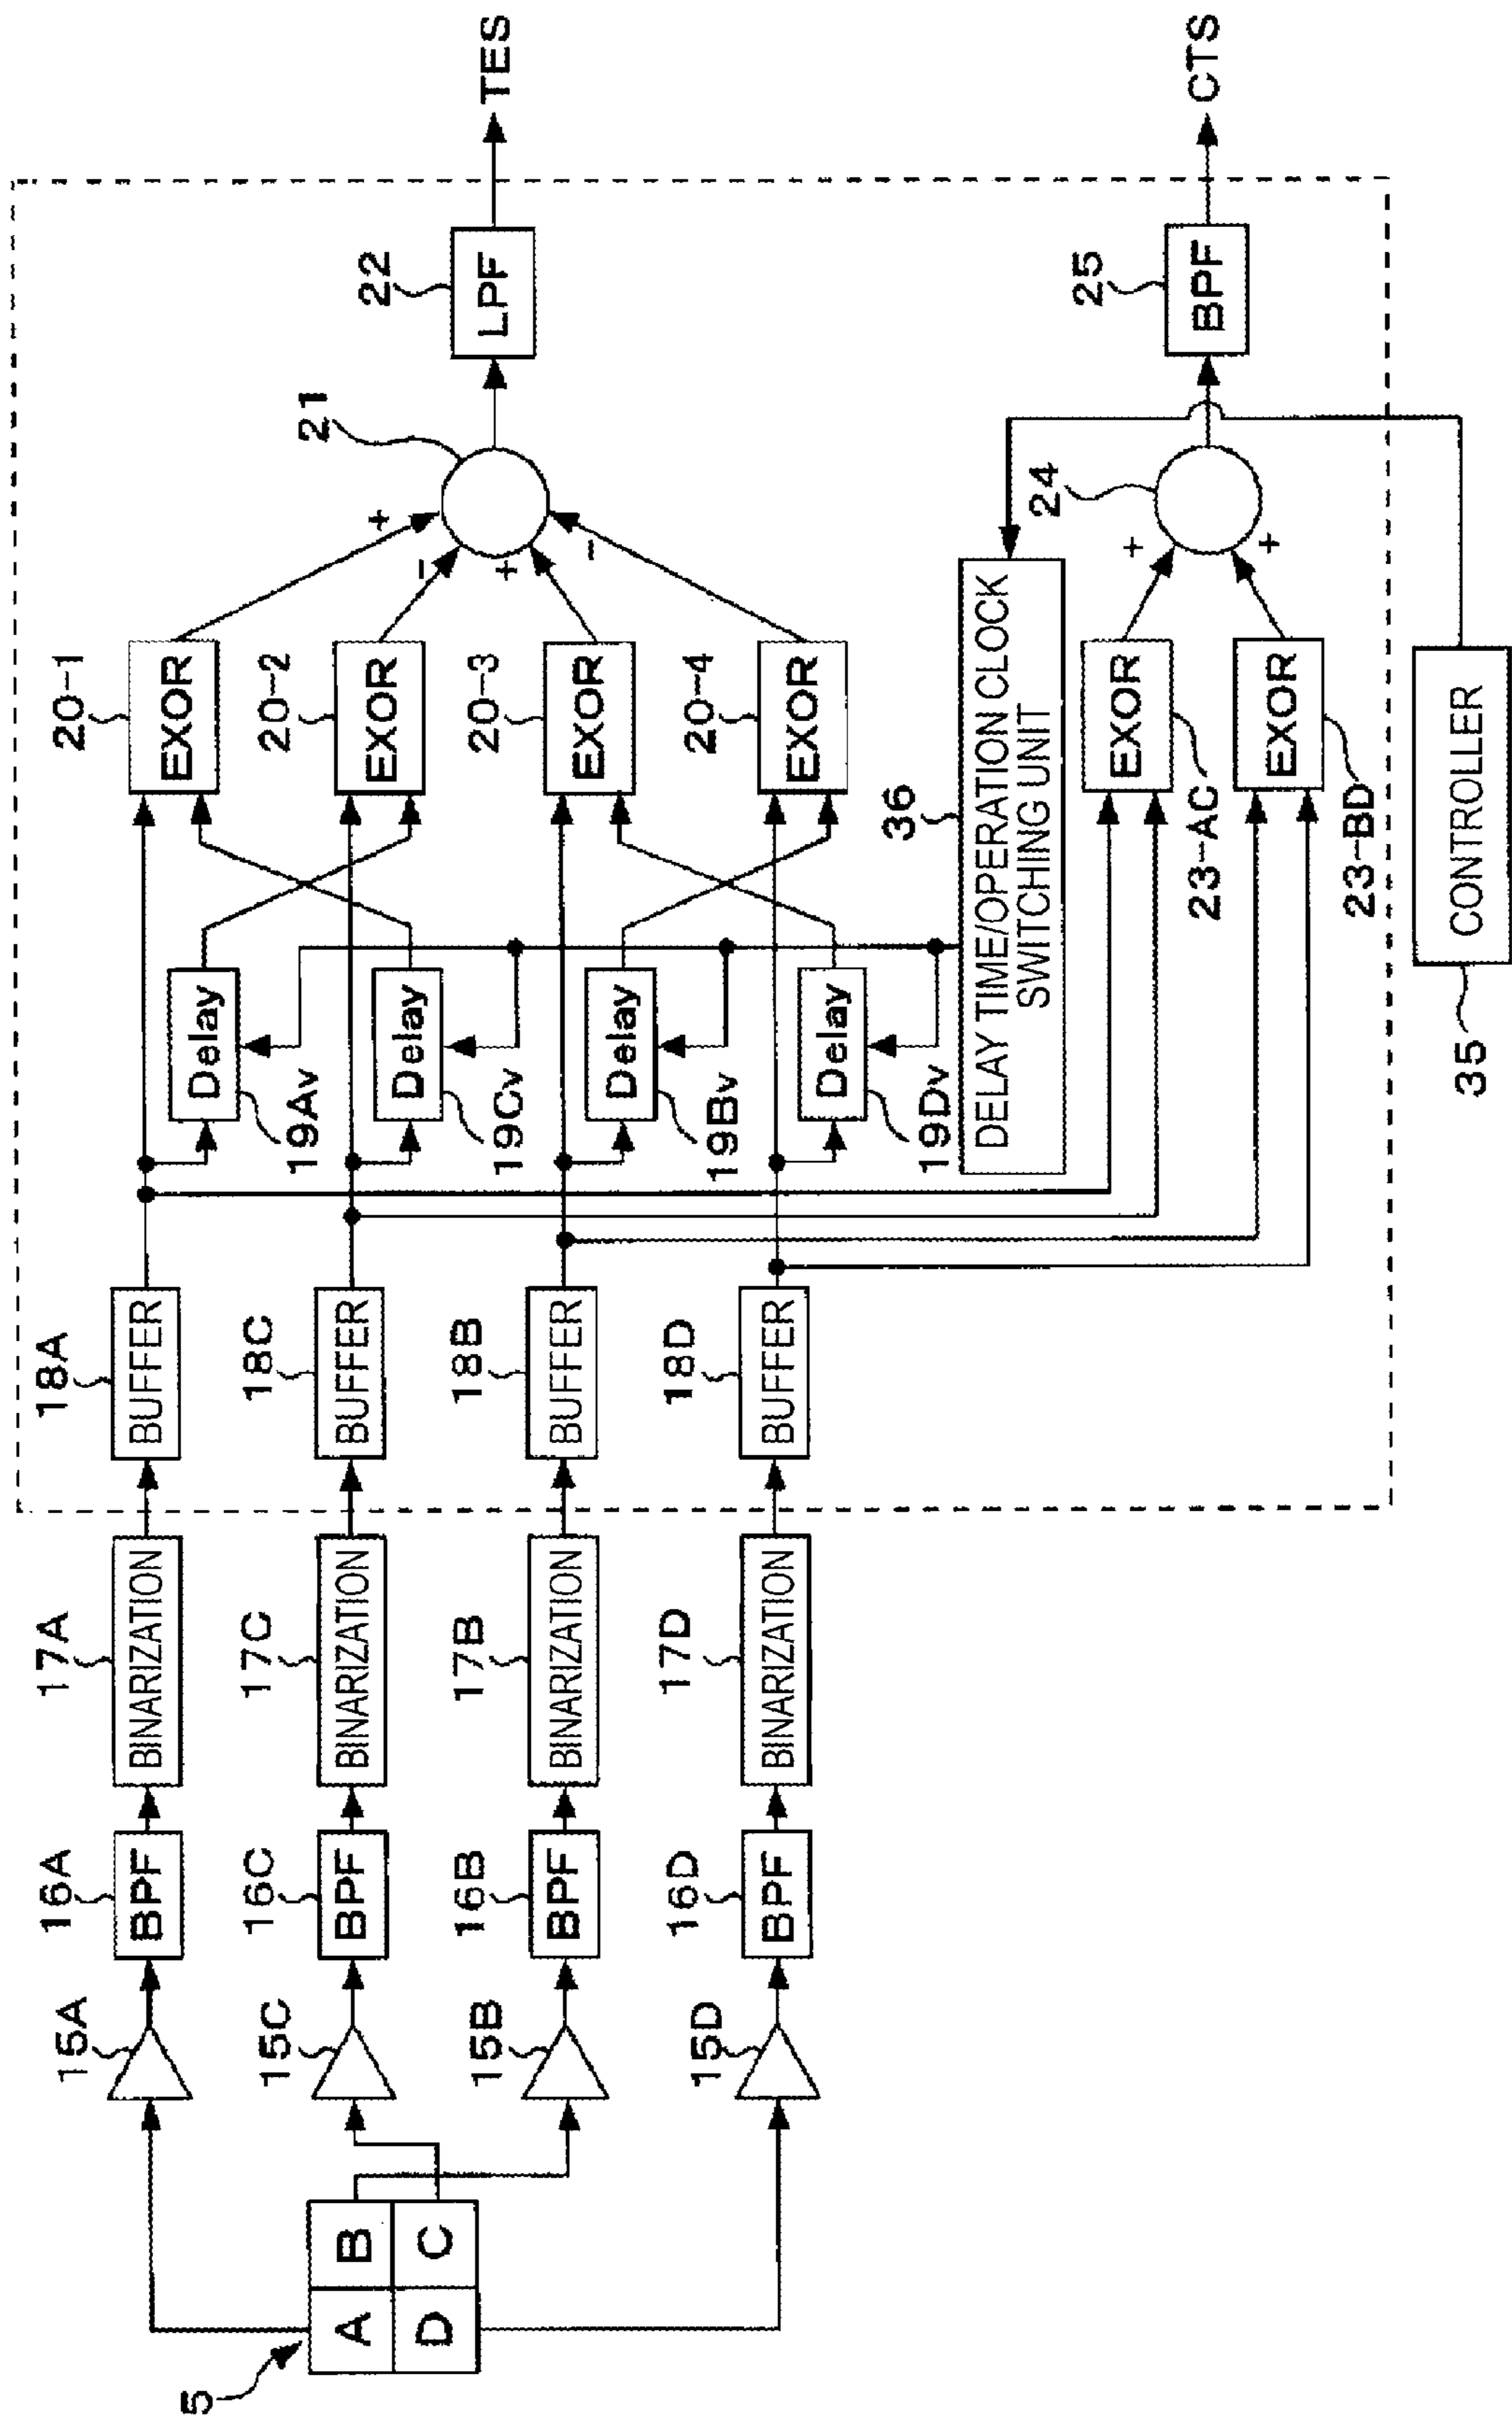 5
A
B
D
C
15A
16A
17A
18A
BPF
BINARIZATION
BUFFER
15C
16C
17C
18C
BPF
BINARIZATION
BUFFER
15B
16B
17B
18B
BPF
BINARIZATION
BUFFER
15D
16D
17D
18D
BPF
BINARIZATION
BUFFER
Delay
19Av
Delay
19Cv
Delay
19Bv
Delay
19Dv
20-1
EXOR
20-2
EXOR
20-3
EXOR
20-4
EXOR
21
+
-
+
-
22
LPF
TES
36
DELAY TIME/OPERATION CLOCK
SWITCHING UNIT
EXOR
23-AC
EXOR
23-BD
24
+
+
25
BPF
CTS
CONTROLLER
35